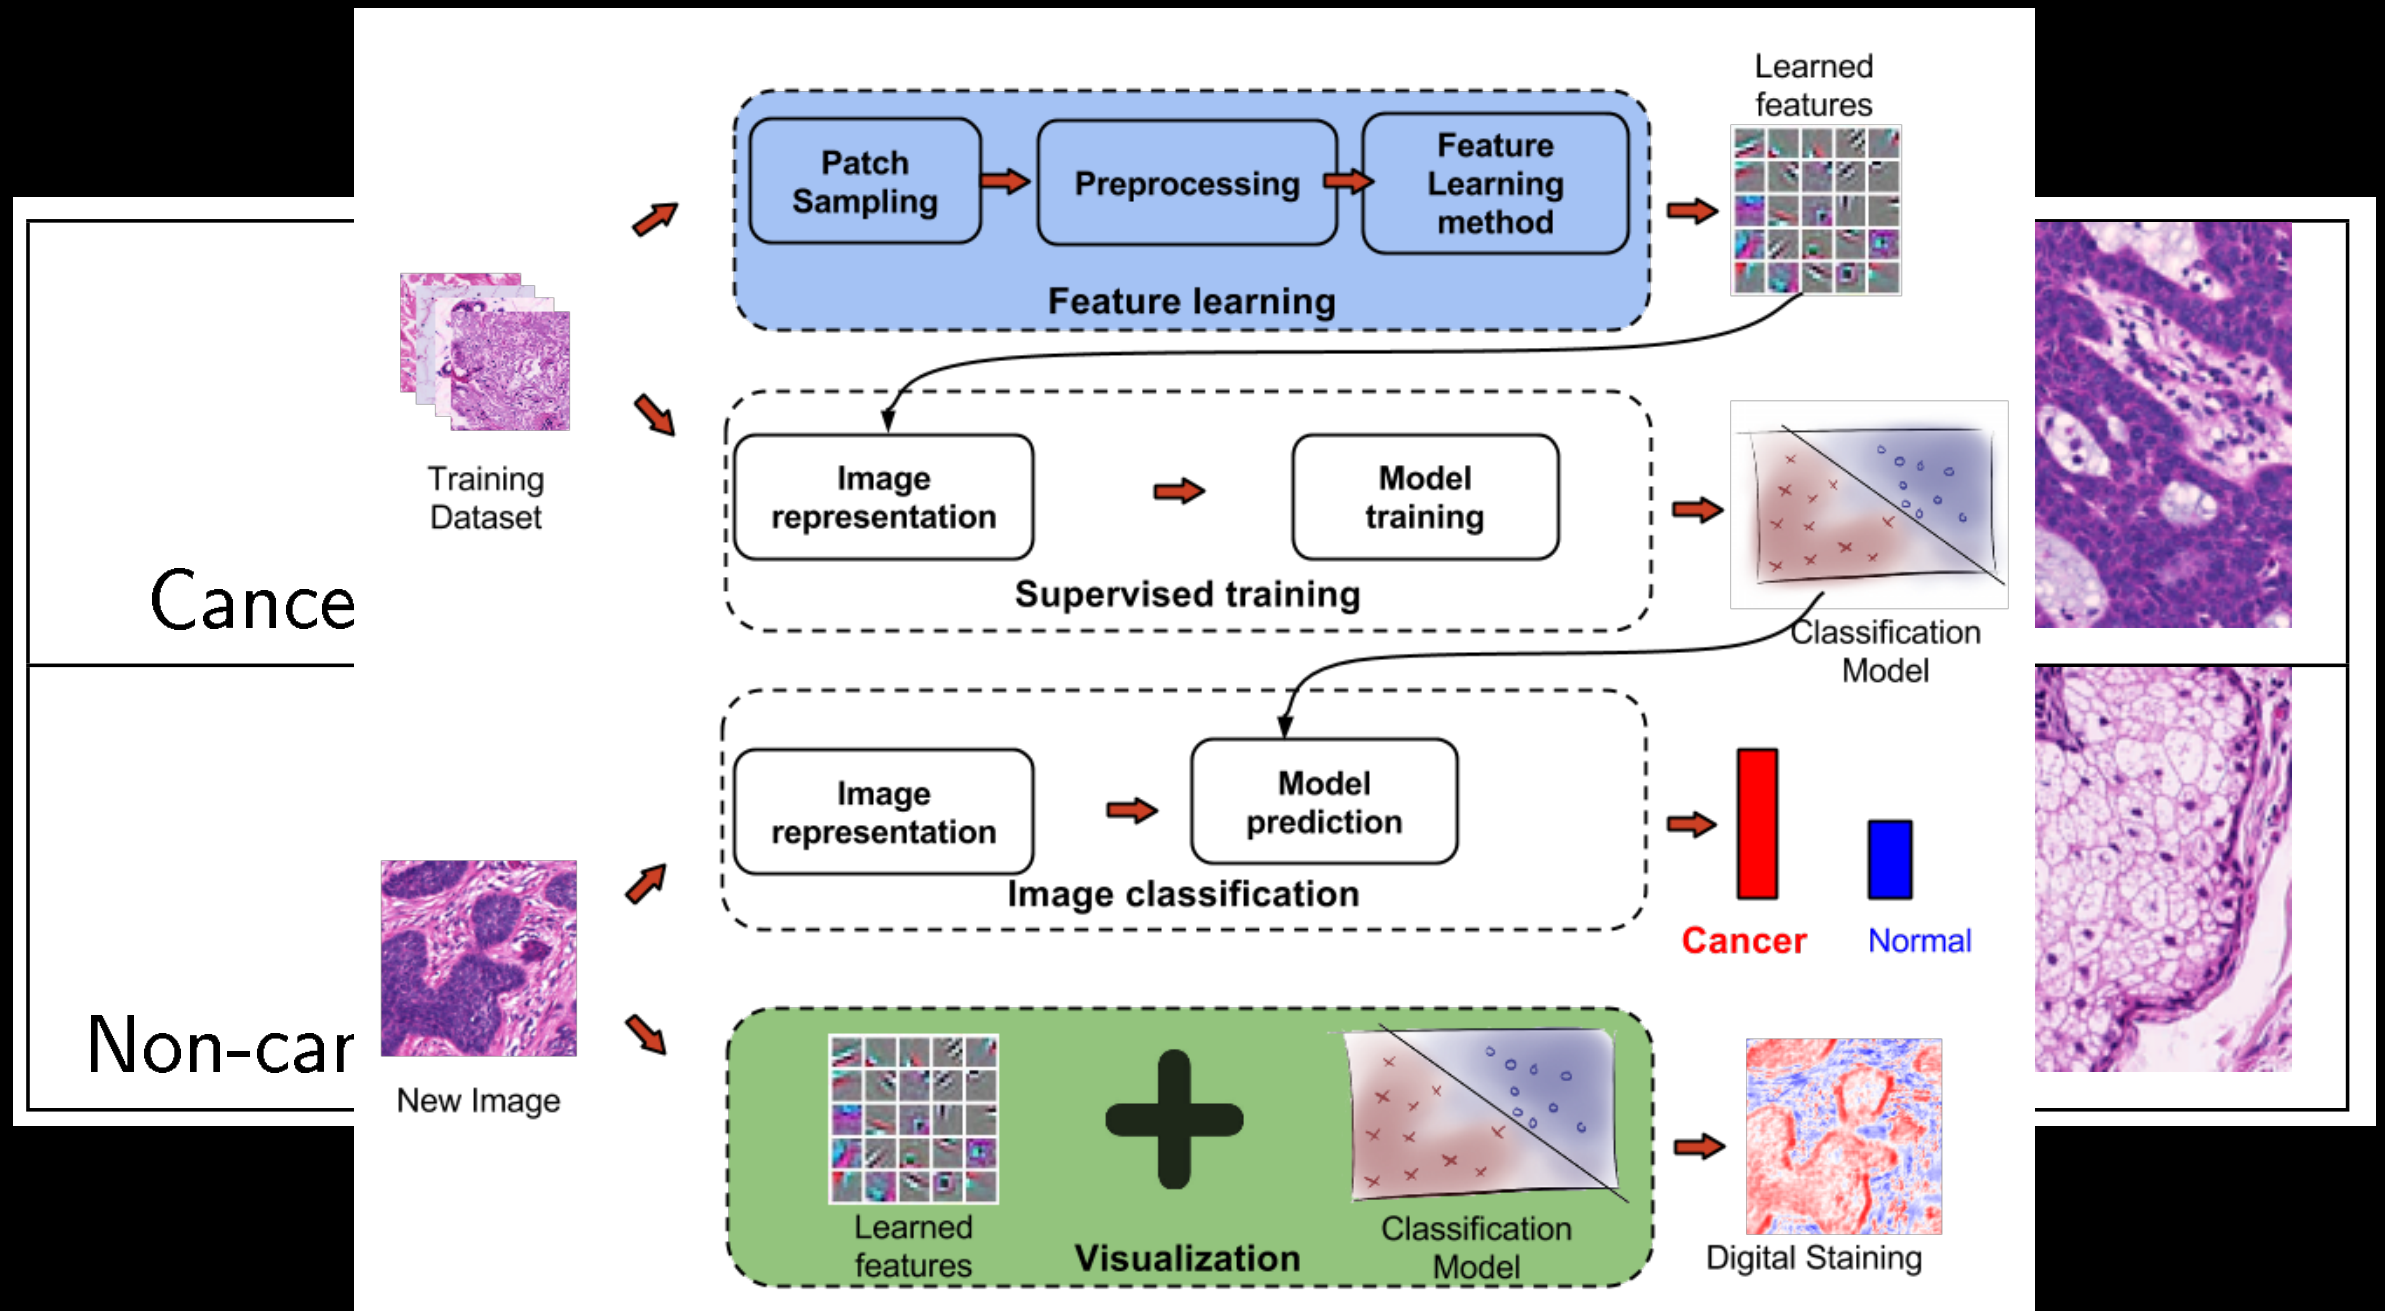 Learned
features
Patch
Sampling
Preprocessing
Feature
Learning
method
Feature learning
Training
Dataset
Image
representation
Model
training
Supervised training
Classification
Model
Image
representation
Model
prediction
Image classification
Cancer
Normal
New Image
Learned
features
Visualization
Classification
Model
Digital Staining
Cance
Non-car